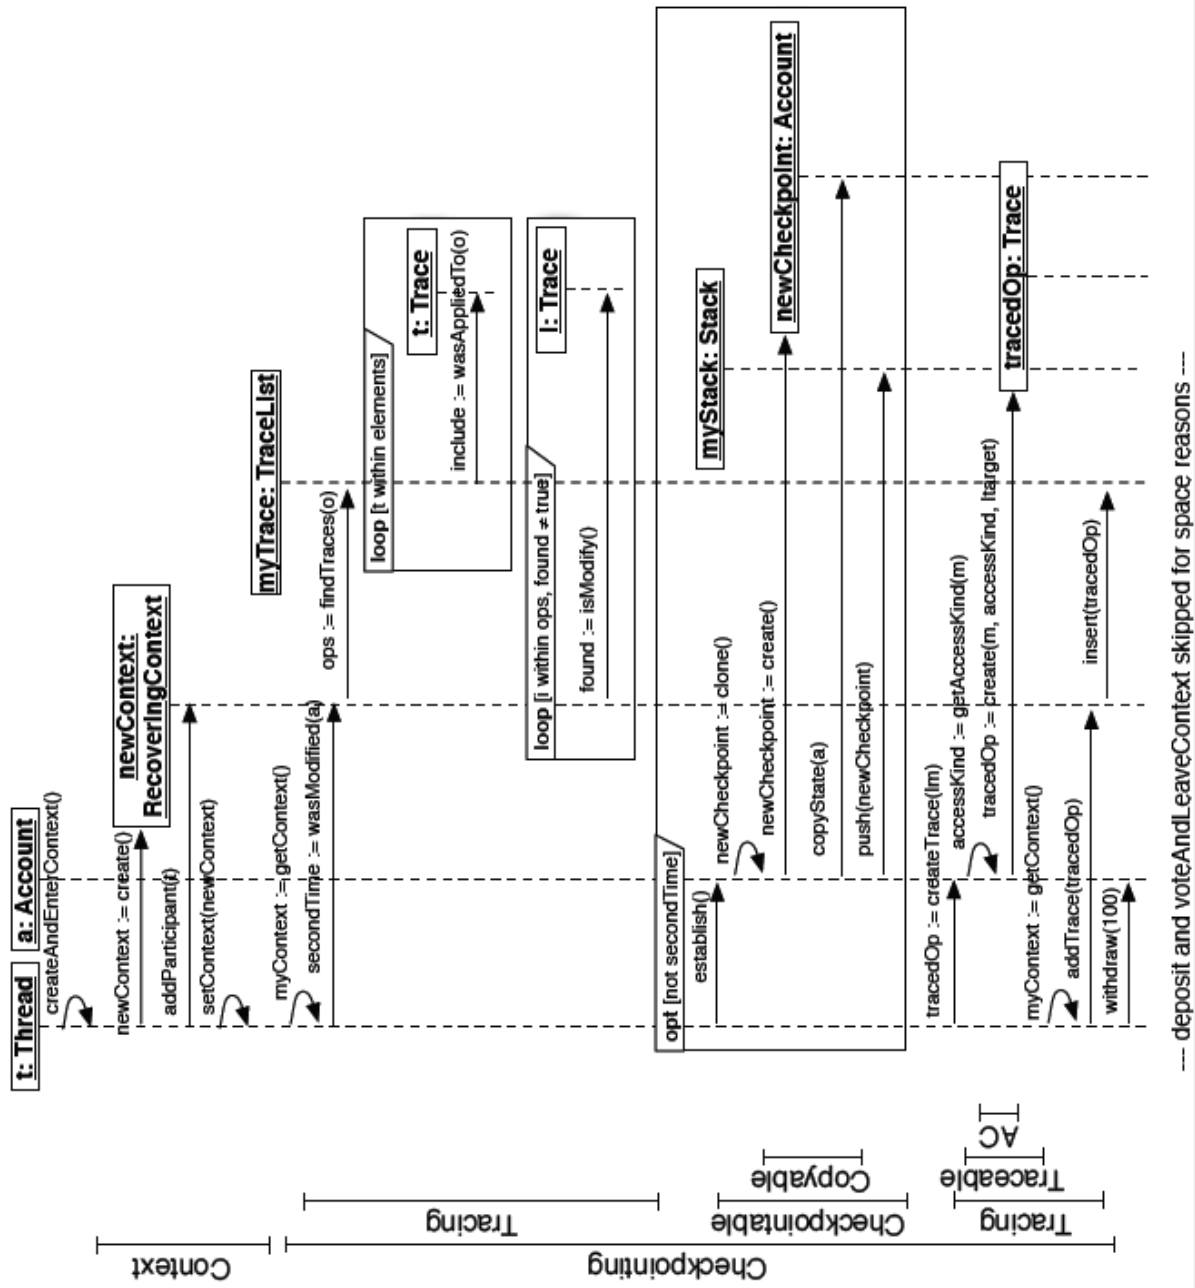 t: Thread
a: Account
createAndEnterContext()
newContext := create()
newContext:
RecoveringContext
addParticipant(t)
setContext(newContext)
myTrace: TraceList
myContext := getContext()
secondTime := wasModified(a)
ops := findTraces(o)
loop [t within elements]
t: Trace
include := wasAppliedTo(o)
loop [i within ops, found ≠ true]
l: Trace
found := isModify()
opt [not secondTime]
establish()
myStack: Stack
newCheckpoint := clone()
newCheckpoint := create()
newCheckpoint: Account
copyState(a)
push(newCheckpoint)
tracedOp := createTrace(lm)
accessKind := getAccessKind(m)
tracedOp := create(m, accessKind, ltarget)
tracedOp: Trace
myContext := getContext()
addTrace(tracedOp)
insert(tracedOp)
withdraw(100)
--- deposit and voteAndLeaveContext skipped for space reasons ---
Context
Checkpointing
Tracing
Checkpointable
Copyable
Tracing
Traceable
AC